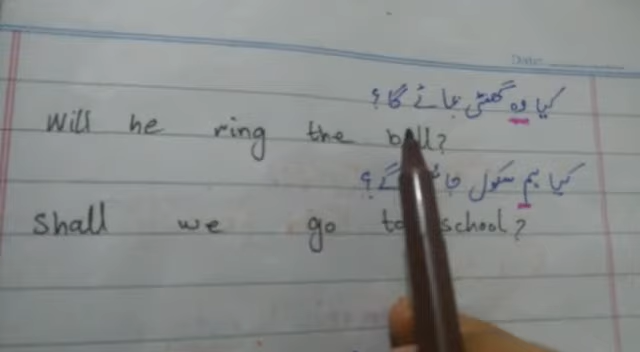 Date
کیا وہ گھنٹی بجائے گا؟
Will he ring the bell?
کیا ہم سکول جائیں گے؟
Shall we go to school?